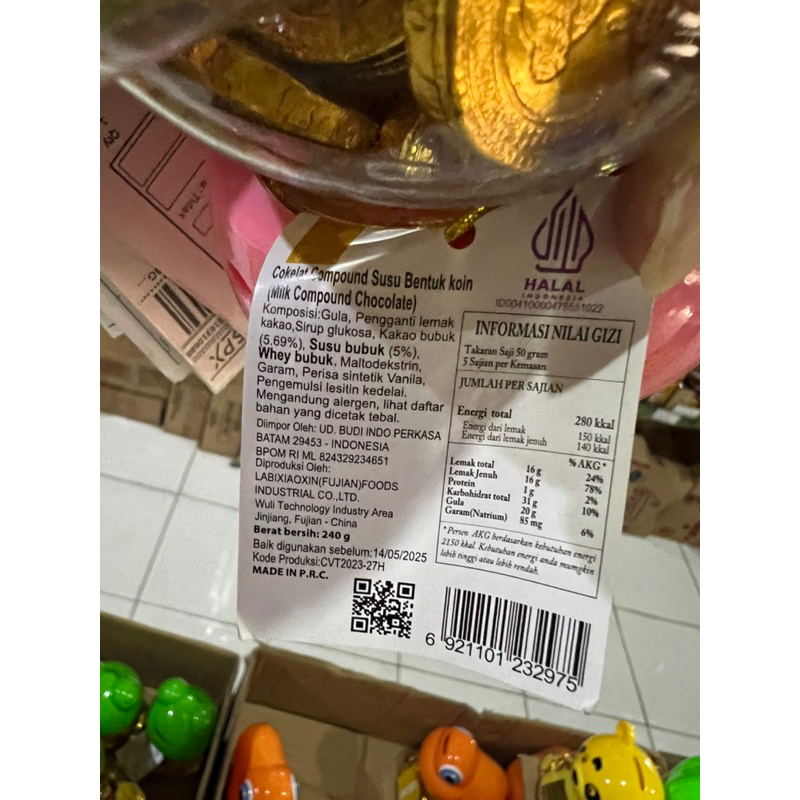 Cokelat Compound Susu Bentuk koin
(Milk Compound Chocolate)
Komposisi:Gula, Pengganti lemak
kakao,Sirup glukosa, Kakao bubuk
(5.69%), Susu bubuk (5%),
Whey bubuk, Maltodekstrin,
Garam, Perisa sintetik Vanila,
Pengemulsi lesitin kedelai.
Mengandung alergen, lihat daftar
bahan yang dicetak tebal.
Diimpor Oleh: UD. BUDI INDO PERKASA
BATAM 29453 - INDONESIA
BPOM RI ML 824329234651
Diproduksi Oleh:
LABIXIAOXIN(FUJIAN)FOODS
INDUSTRIAL CO.,LTD.
Wuli Technology Industry Area
Jinjiang, Fujian - China
Berat bersih: 240 g
Baik digunakan sebelum:14/05/2025
Kode Produksi:CVT2023-27H
MADE IN P.R.C.
HALAL
INDONESIA
INFORMASI NILAI GIZI
Takaran Saji 50 gram
5 Sajian per Kemasan
JUMLAH PER SAJIAN
Energi total 280 kkal
Energi dari lemak 150 kkal
Energi dari lemak jenuh 140 kkal
% AKG *
Lemak total 16 g 24%
Lemak Jenuh 16 g 78%
Protein 1 g 2%
Karbohidrat total 31 g 10%
Gula 20 g
Garam(Natrium) 85 mg 6%
*Persen AKG berdasarkan kebutuhan energi
2150 kkal. Kebutuhan energi anda mungkin
lebih tinggi atau lebih rendah.
6 921101 232975